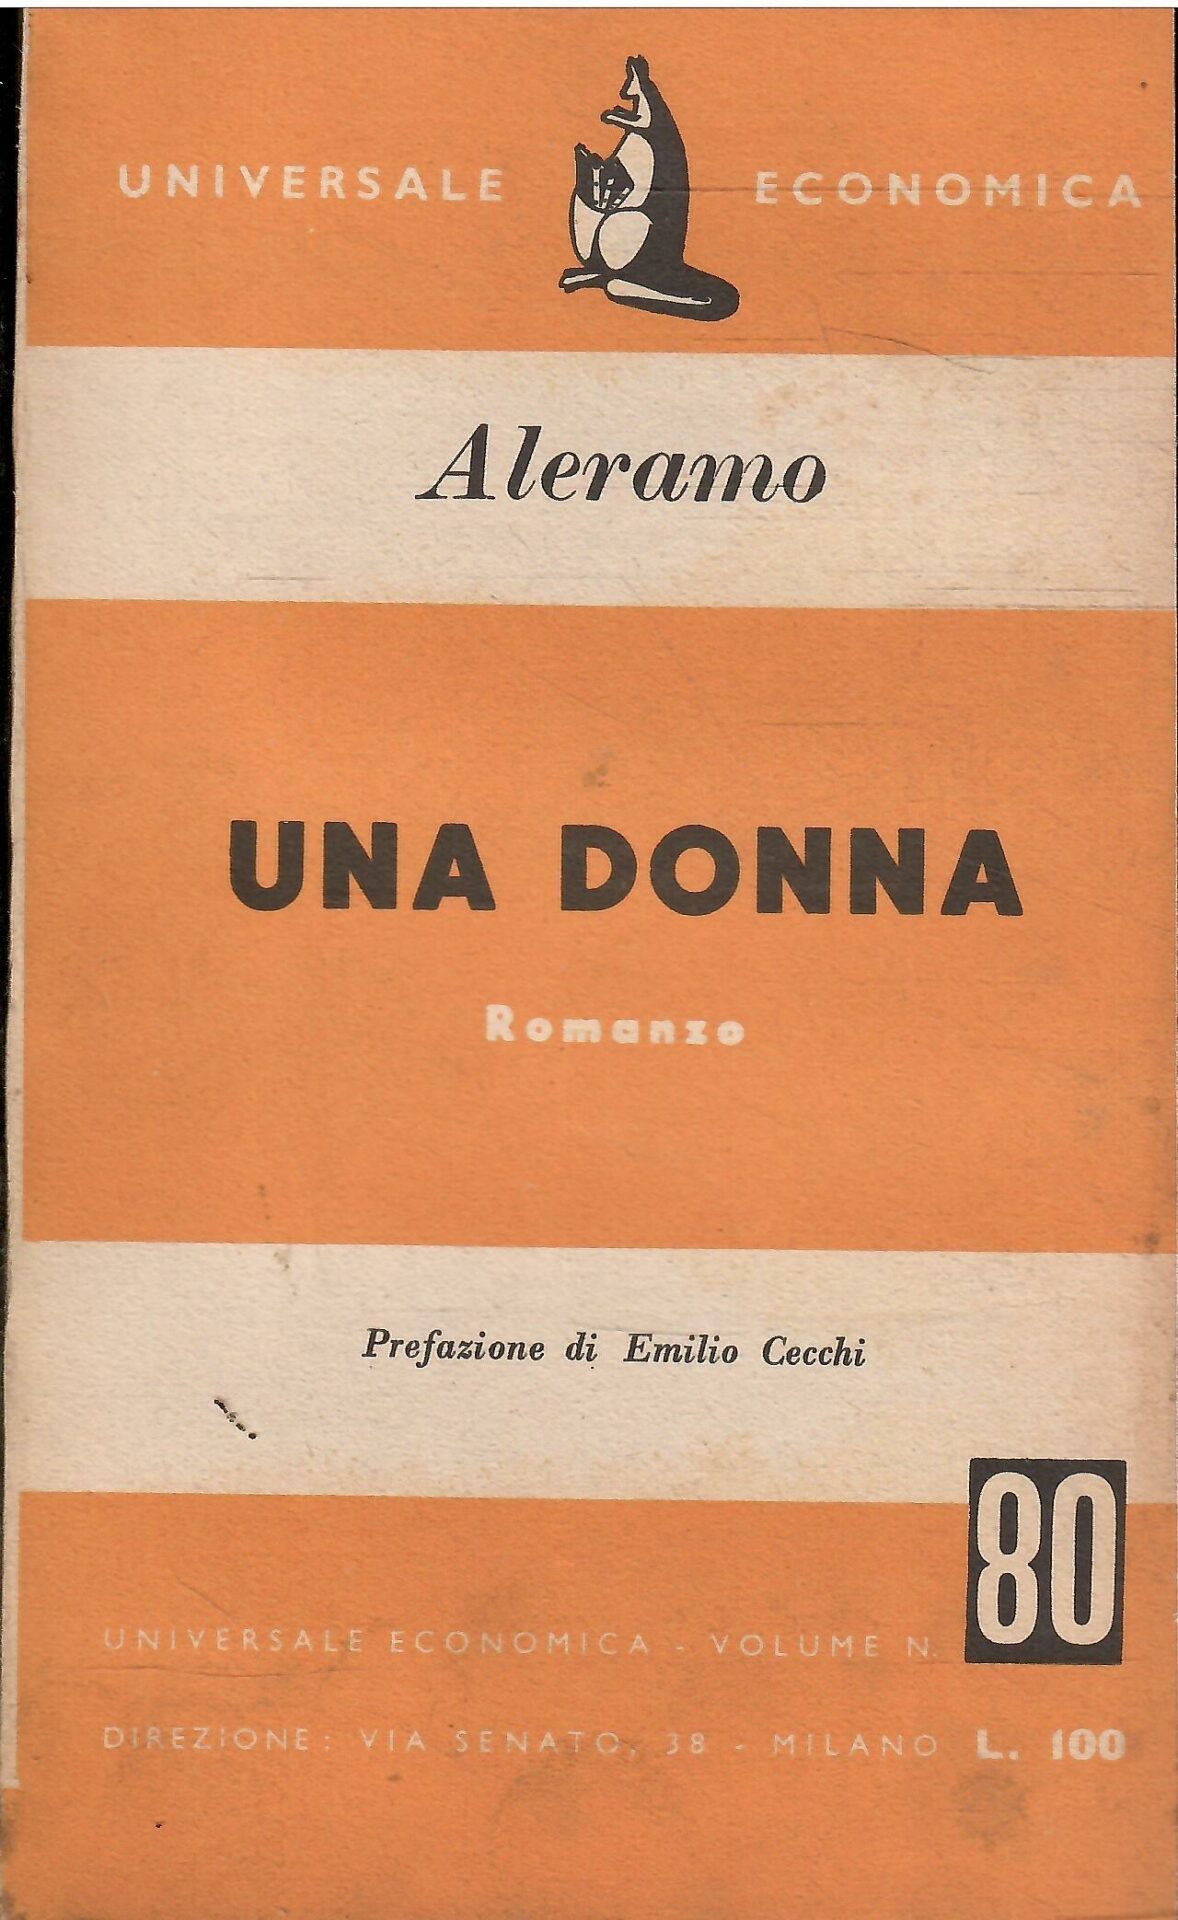 UNIVERSALE ECONOMICA
Aleramo
UNA DONNA
Romanzo
Prefazione di Emilio Cecchi
80
UNIVERSALE ECONOMICA - VOLUME N.
DIREZIONE: VIA SENATO, 38 - MILANO L. 100